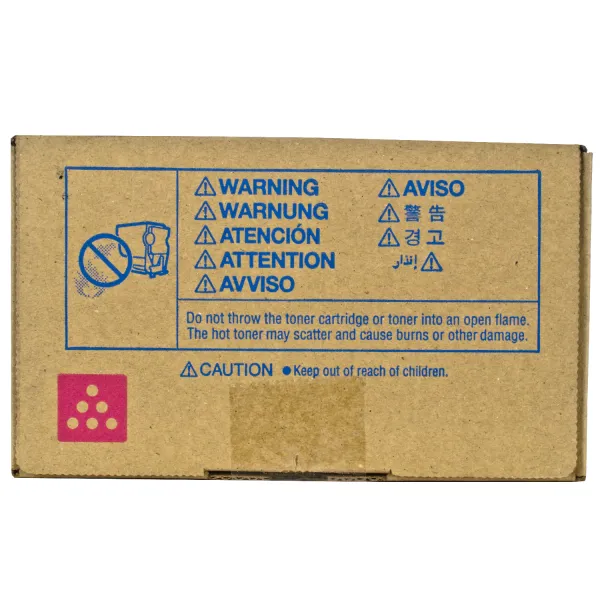 ⚠WARNING
⚠WARNUNG
⚠ATENCIÓN
⚠ATTENTION
⚠AVVISO
⚠AVISO
⚠警告
⚠경고
إنذار⚠
Do not throw the toner cartridge or toner into an open flame.
The hot toner may scatter and cause burns or other damage.
⚠CAUTION ●Keep out of reach of children.